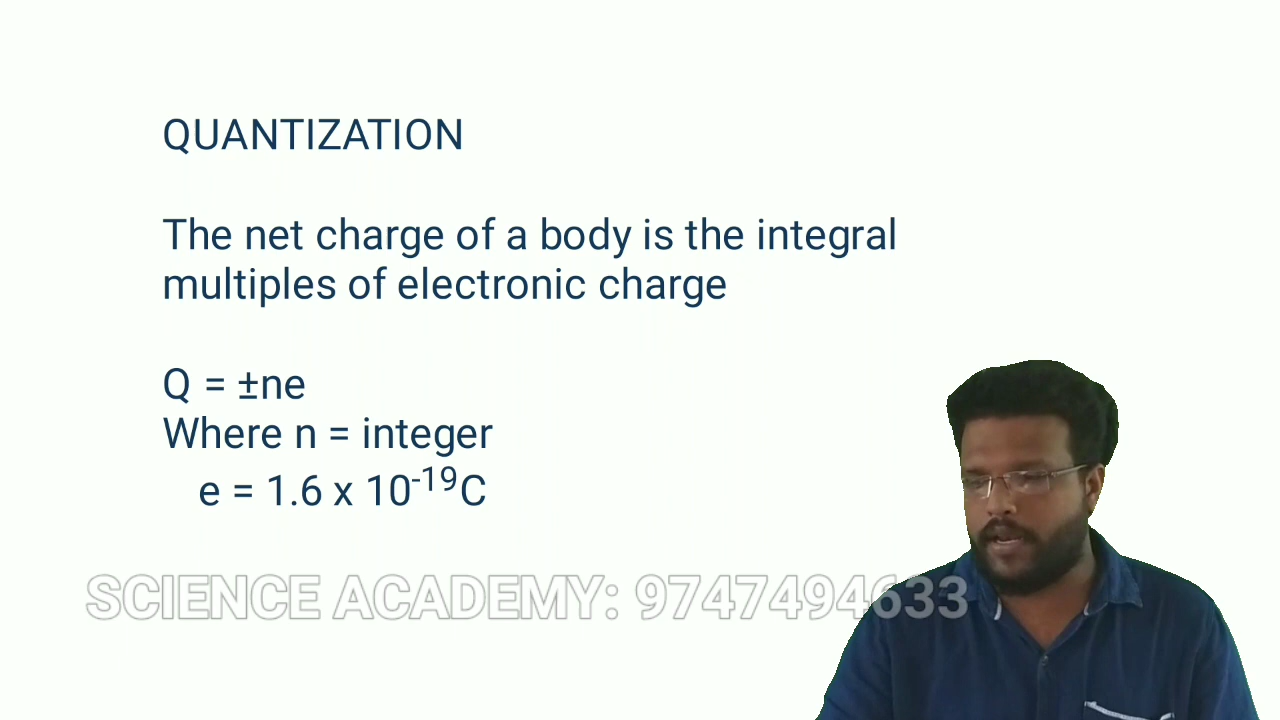 QUANTIZATION
The net charge of a body is the integral
multiples of electronic charge
Q = ±ne
Where n = integer
e = 1.6 x 10⁻¹⁹C
SCIENCE ACADEMY: 9747494633